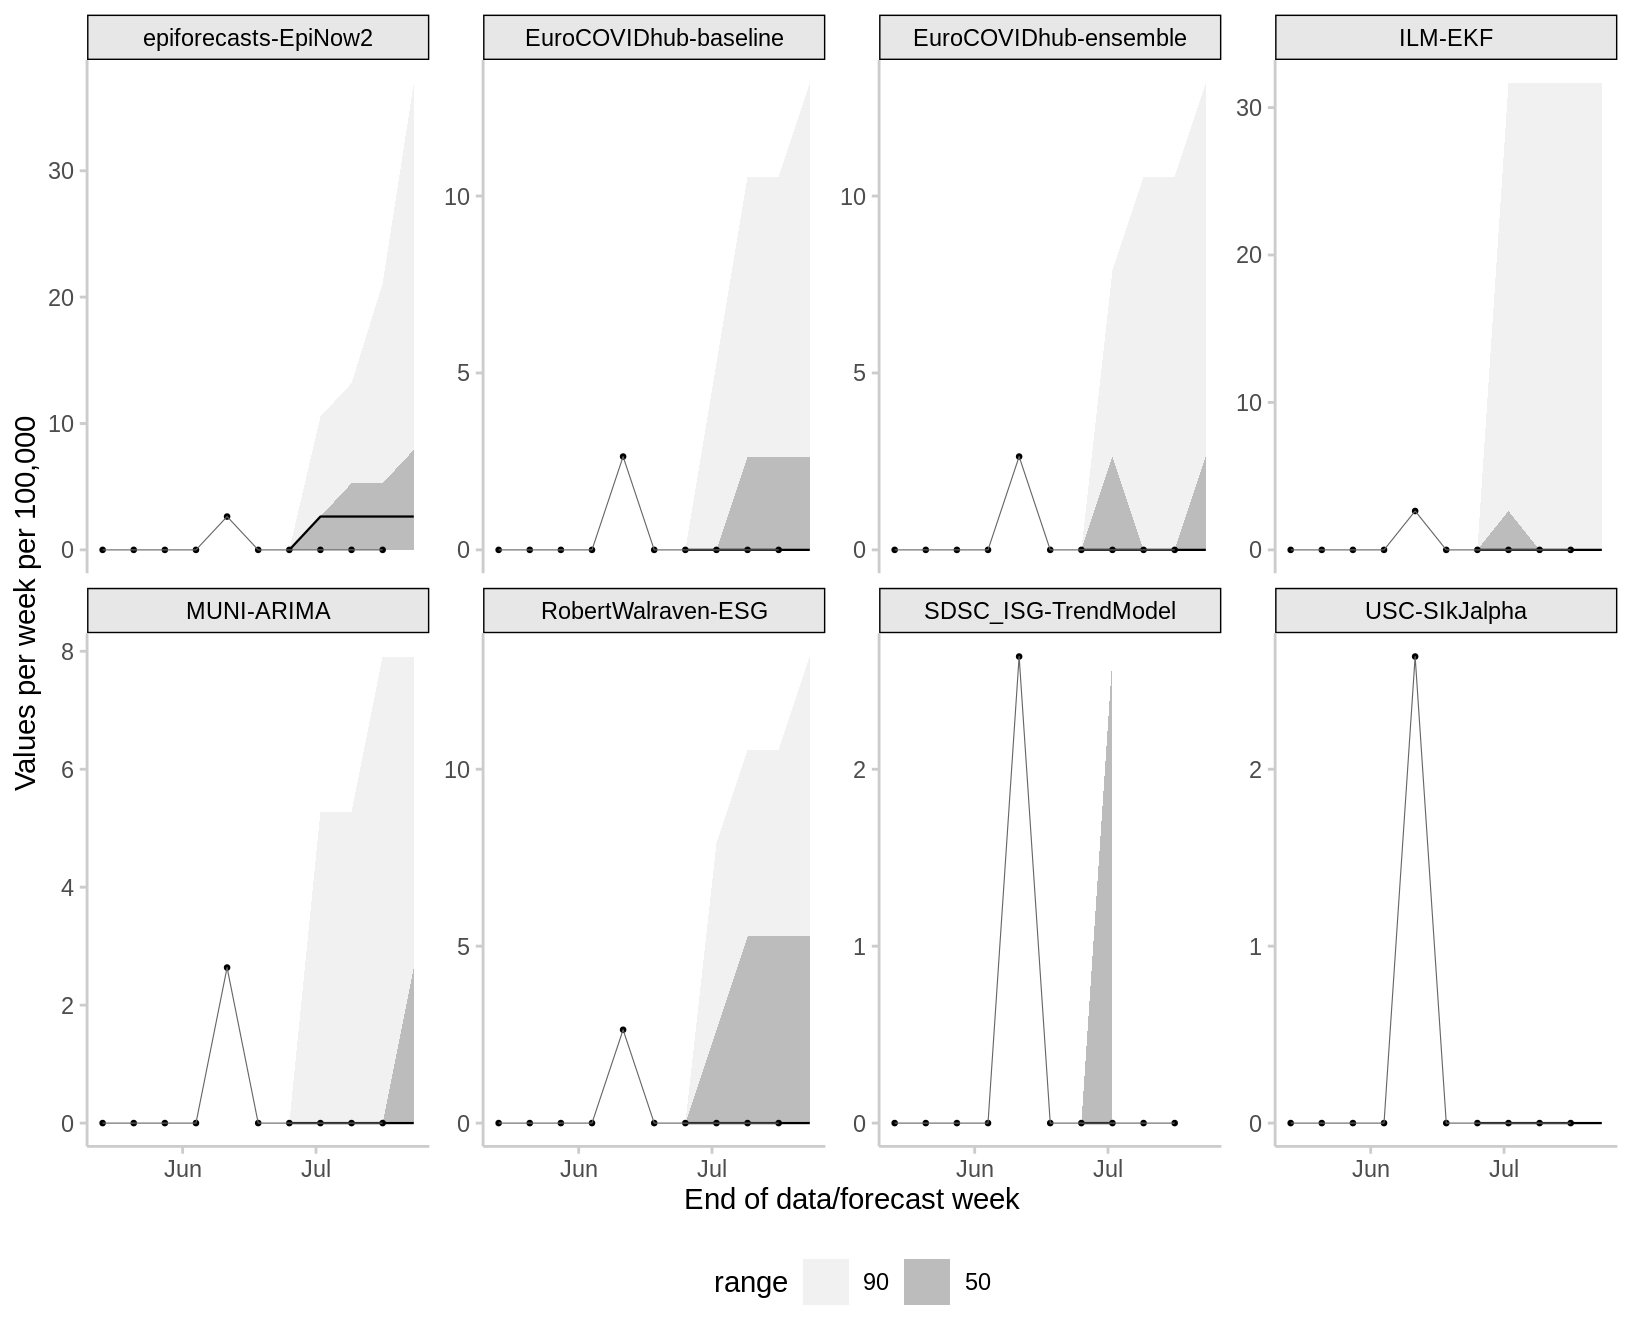 epiforecasts-EpiNow2
EuroCOVIDhub-baseline
EuroCOVIDhub-ensemble
ILM-EKF
30
20
10
0
10
5
0
10
5
0
30
20
10
0
Values per week per 100,000
MUNI-ARIMA
RobertWalraven-ESG
SDSC_ISG-TrendModel
USC-SIkJalpha
8
6
4
2
0
10
5
0
2
1
0
2
1
0
Jun Jul
Jun Jul
Jun Jul
Jun Jul
End of data/forecast week
range 90 50